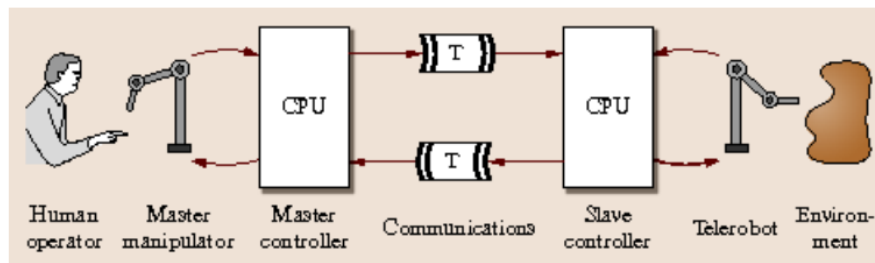 T
CPU
CPU
T
Human
operator
Master
manipulator
Master
controller
Communications
Slave
controller
Telerobot
Environ-
ment